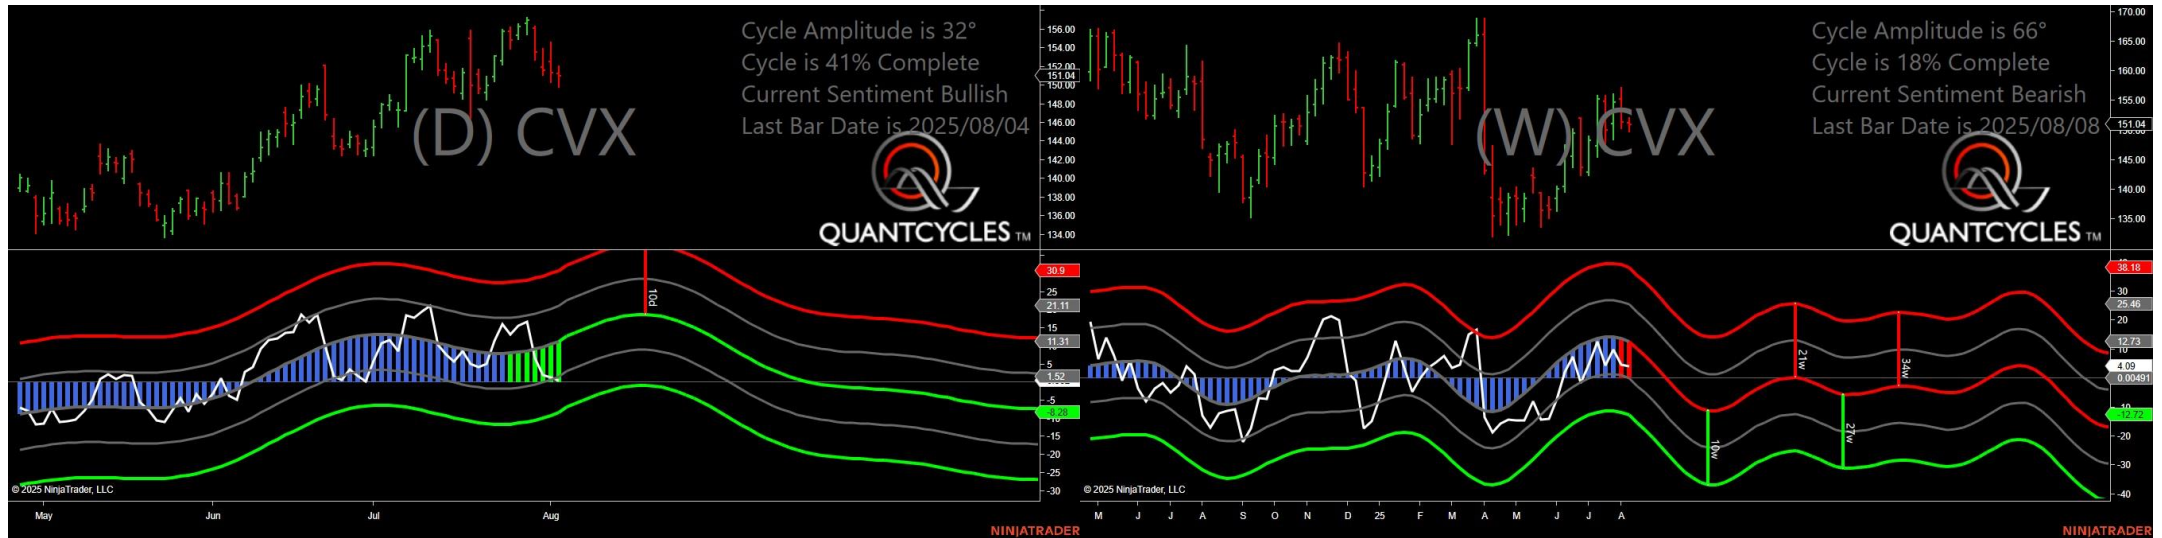 Cycle Amplitude is 32°
Cycle is 41% Complete
Current Sentiment Bullish
Last Bar Date is 2025/08/04
(D) CVX
QUANTCYCLES TM
156.00
154.00
152.00
151.04
150.00
148.00
146.00
144.00
142.00
140.00
138.00
136.00
134.00
30.9
25
21.11
15
11.31
5
1.52
-5
-8.28
-15
-20
-25
-30
10d
© 2025 NinjaTrader, LLC
May Jun Jul Aug
NINJATRADER
Cycle Amplitude is 66°
Cycle is 18% Complete
Current Sentiment Bearish
Last Bar Date is 2025/08/08
(W) CVX
QUANTCYCLES TM
170.00
165.00
160.00
155.00
151.04
150.00
145.00
140.00
135.00
38.18
30
25.46
20
12.73
10
4.09
0.00491
-10
-12.72
-20
-30
-40
10w
21w
27w
34w
© 2025 NinjaTrader, LLC
M J J A S O N D 25 F M A M J J A
NINJATRADER